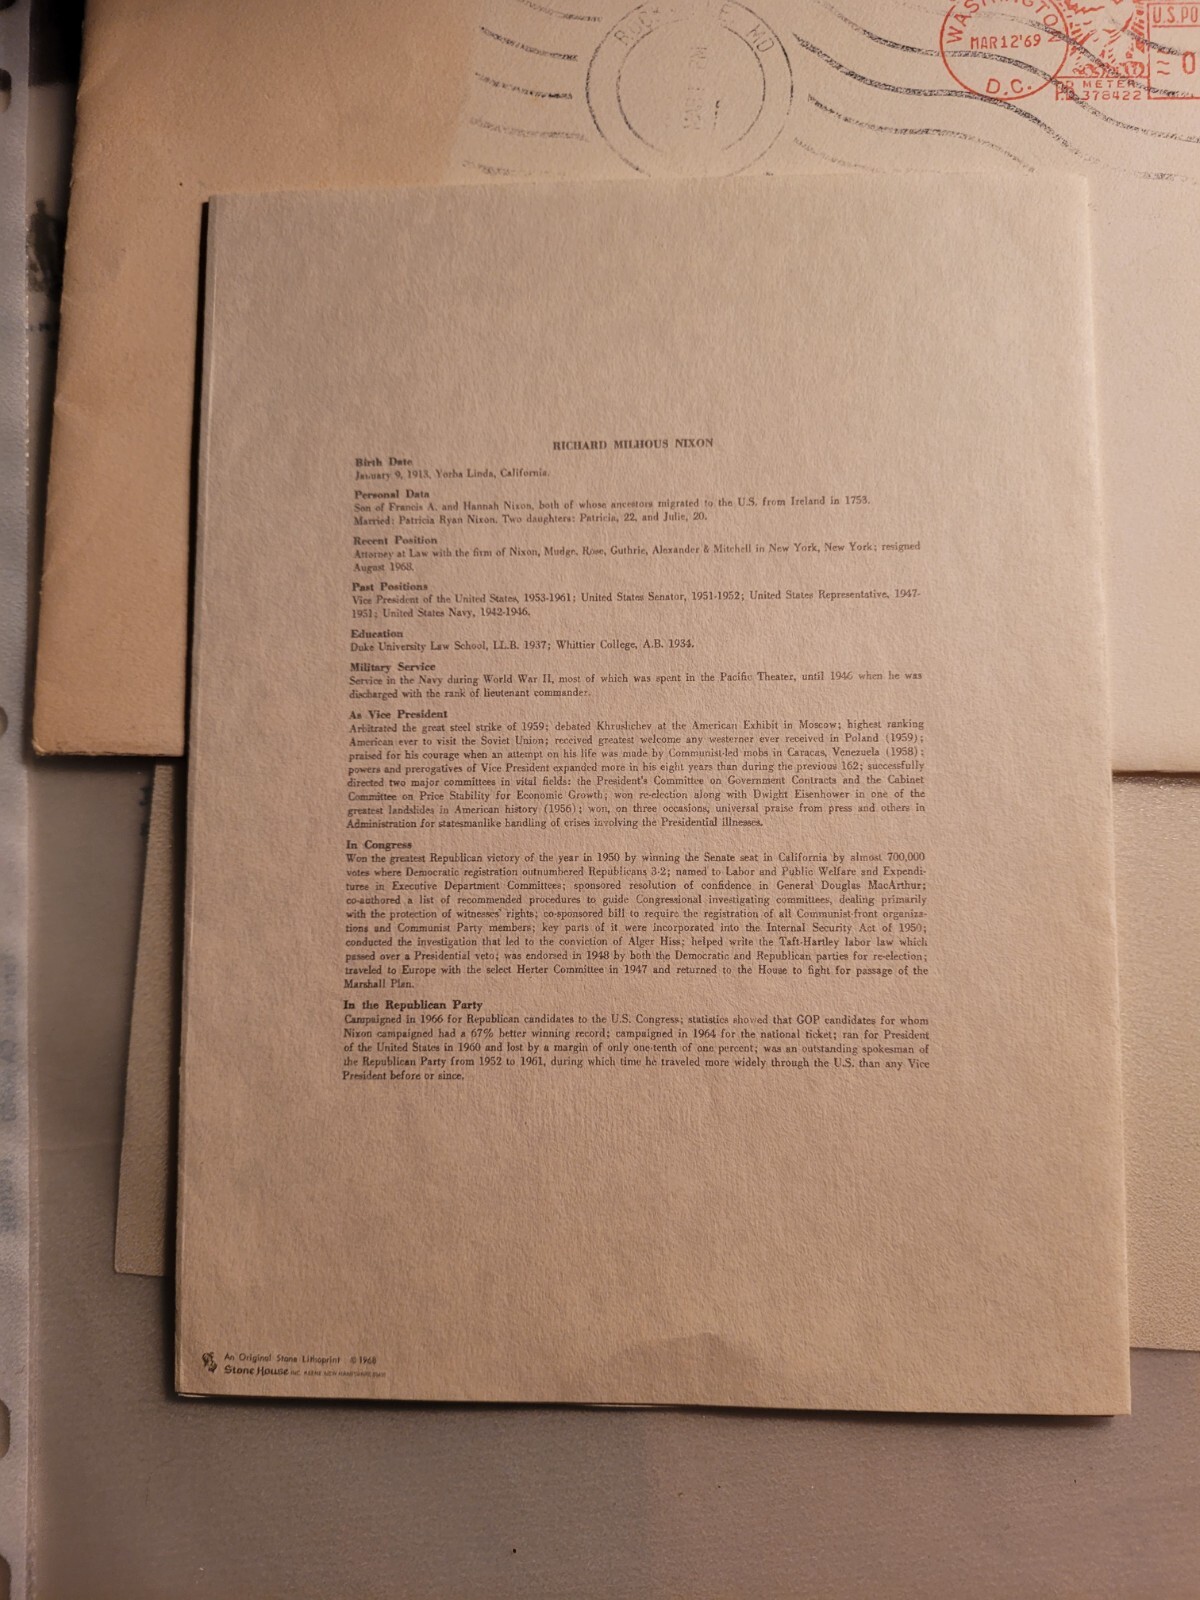 MD
WASHINGTON
MAR12'69
D.C.
U.S.PO
0
P.B METER
378422
RICHARD MILHOUS NIXON
Birth Date
January 9, 1913, Yorba Linda, California.
Personal Data
Son of Francis A. and Hannah Nixon, both of whose ancestors migrated to the U.S. from Ireland in 1753.
Married: Patricia Ryan Nixon. Two daughters: Patricia, 22, and Julie, 20.
Recent Position
Attorney at Law with the firm of Nixon, Mudge, Rose, Guthrie, Alexander & Mitchell in New York, New York; resigned
August 1968.
Past Positions
Vice President of the United States, 1953-1961; United States Senator, 1951-1952; United States Representative, 1947-
1951; United States Navy, 1942-1946.
Education
Duke University Law School, LL.B. 1937; Whittier College, A.B. 1934.
Military Service
Service in the Navy during World War II, most of which was spent in the Pacific Theater, until 1946 when he was
discharged with the rank of lieutenant commander.
As Vice President
Arbitrated the great steel strike of 1959; debated Khrushchev at the American Exhibit in Moscow; highest ranking
American ever to visit the Soviet Union; received greatest welcome any westerner ever received in Poland (1959);
praised for his courage when an attempt on his life was made by Communist-led mobs in Caracas, Venezuela (1958);
powers and prerogatives of Vice President expanded more in his eight years than during the previous 162; successfully
directed two major committees in vital fields: the President's Committee on Government Contracts and the Cabinet
Committee on Price Stability for Economic Growth; won re-election along with Dwight Eisenhower in one of the
greatest landslides in American history (1956); won, on three occasions, universal praise from press and others in
Administration for statesmanlike handling of crises involving the Presidential illnesses.
In Congress
Won the greatest Republican victory of the year in 1950 by winning the Senate seat in California by almost 700,000
votes where Democratic registration outnumbered Republicans 3-2; named to Labor and Public Welfare and Expendi-
tures in Executive Department Committees; sponsored resolution of confidence in General Douglas MacArthur;
co-authored a list of recommended procedures to guide Congressional investigating committees, dealing primarily
with the protection of witnesses' rights; co-sponsored bill to require the registration of all Communist-front organiza-
tions and Communist Party members; key parts of it were incorporated into the Internal Security Act of 1950;
conducted the investigation that led to the conviction of Alger Hiss; helped write the Taft-Hartley labor law which
passed over a Presidential veto; was endorsed in 1948 by both the Democratic and Republican parties for re-election;
traveled to Europe with the select Herter Committee in 1947 and returned to the House to fight for passage of the
Marshall Plan.
In the Republican Party
Campaigned in 1966 for Republican candidates to the U.S. Congress; statistics showed that GOP candidates for whom
Nixon campaigned had a 67% better winning record; campaigned in 1964 for the national ticket; ran for President
of the United States in 1960 and lost by a margin of only one-tenth of one percent; was an outstanding spokesman of
the Republican Party from 1952 to 1961, during which time he traveled more widely through the U.S. than any Vice
President before or since.
An Original Stone Lithoprint © 1968
Stone House INC.